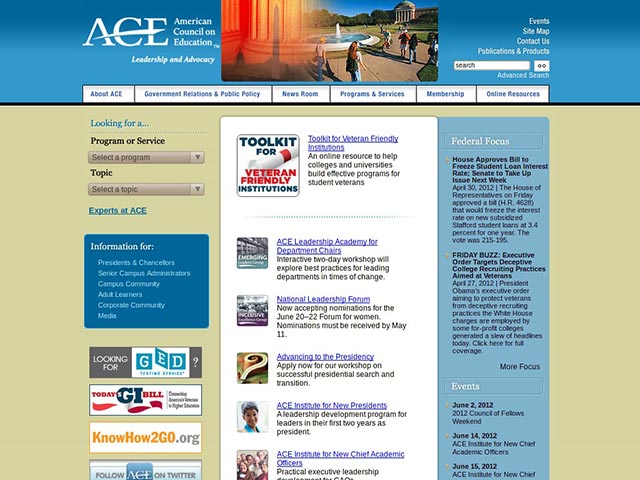 ACE
American
Council on
Education™
Leadership and Advocacy
Events
Site Map
Contact Us
Publications & Products
search
GO
Advanced Search
About ACE
Government Relations & Public Policy
News Room
Programs & Services
Membership
Online Resources
Looking for a...
Program or Service
Select a program
Topic
Select a topic
Experts at ACE
Information for:
Presidents & Chancellors
Senior Campus Administrators
Campus Community
Adult Learners
Corporate Community
Media
LOOKING
FOR
GED
TESTING SERVICE
?
TODAY'S GI BILL
Connecting America's
Veterans to Higher
Education
KnowHow2GO.org
FOLLOW ACE ON TWITTER
TOOLKIT
FOR
VETERAN
FRIENDLY
INSTITUTIONS
Toolkit for Veteran Friendly
Institutions
An online resource to help
colleges and universities
build effective programs for
student veterans
EMERGING
Leaders Group
ACE Leadership Academy for
Department Chairs
Interactive two-day workshop will
explore best practices for leading
departments in times of change.
INCLUSIVE
Excellence Group
National Leadership Forum
Now accepting nominations for the
June 20–22 Forum for women.
Nominations must be received by May
11.
Advancing to the Presidency
Apply now for our workshop on
successful presidential search and
transition.
ACE Institute for New Presidents
A leadership development program for
leaders in their first two years as
president.
ACE Institute for New Chief Academic
Officers
Practical executive leadership
development for CAOs
Federal Focus
House Approves Bill to
Freeze Student Loan Interest
Rate; Senate to Take Up
Issue Next Week
April 30, 2012 | The House of
Representatives on Friday
approved a bill (H.R. 4628)
that would freeze the interest
rate on new subsidized
Stafford student loans at 3.4
percent for one year. The
vote was 215-195.
FRIDAY BUZZ: Executive
Order Targets Deceptive
College Recruiting Practices
Aimed at Veterans
April 27, 2012 | President
Obama's executive order
aiming to protect veterans
from deceptive recruiting
practices the White House
charges are employed by
some for-profit colleges
generated a slew of headlines
today. Click here for full
coverage.
More Focus
Events
June 2, 2012
2012 Council of Fellows
Weekend
June 14, 2012
ACE Institute for New Chief
Academic Officers
June 15, 2012
ACE Institute for New Chief